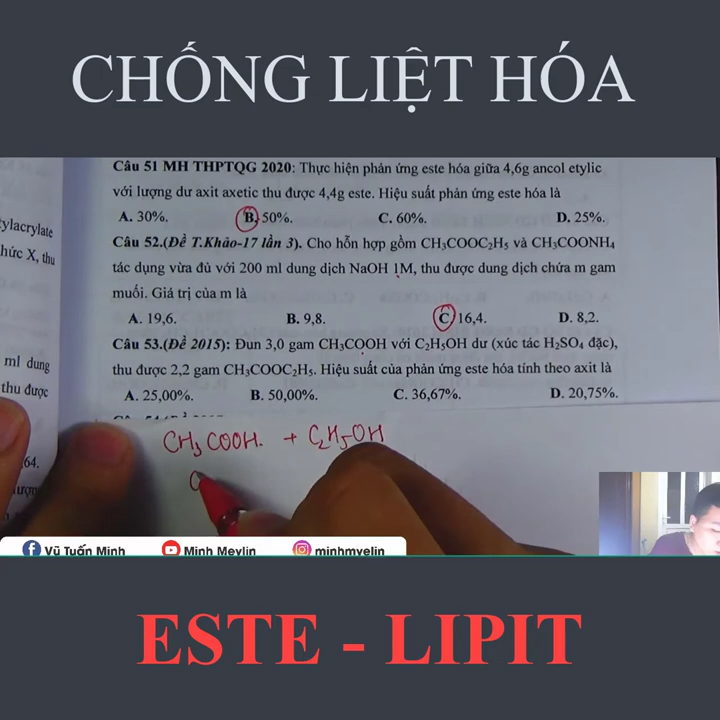 CHỐNG LIỆT HÓA
Câu 51 MH THPTQG 2020: Thực hiện phản ứng este hóa giữa 4,6g ancol etylic
với lượng dư axit axetic thu được 4,4g este. Hiệu suất phản ứng este hóa là
A. 30%. B. 50%. C. 60%. D. 25%.
Câu 52.(Đề T.Khảo-17 lần 3). Cho hỗn hợp gồm CH₃COOC₂H₅ và CH₃COONH₄
tác dụng vừa đủ với 200 ml dung dịch NaOH 1M, thu được dung dịch chứa m gam
muối. Giá trị của m là
A. 19,6. B. 9,8. C. 16,4. D. 8,2.
Câu 53.(Đề 2015): Đun 3,0 gam CH₃COOH với C₂H₅OH dư (xúc tác H₂SO₄ đặc),
thu được 2,2 gam CH₃COOC₂H₅. Hiệu suất của phản ứng este hóa tính theo axit là
A. 25,00%. B. 50,00%. C. 36,67%. D. 20,75%.
ylacrylate
hức X, thu
ml dung
thu được
64.
CH₃COOH. + C₂H₅OH
Vũ Tuấn Minh Minh Meylin minhmyelin
ESTE - LIPIT